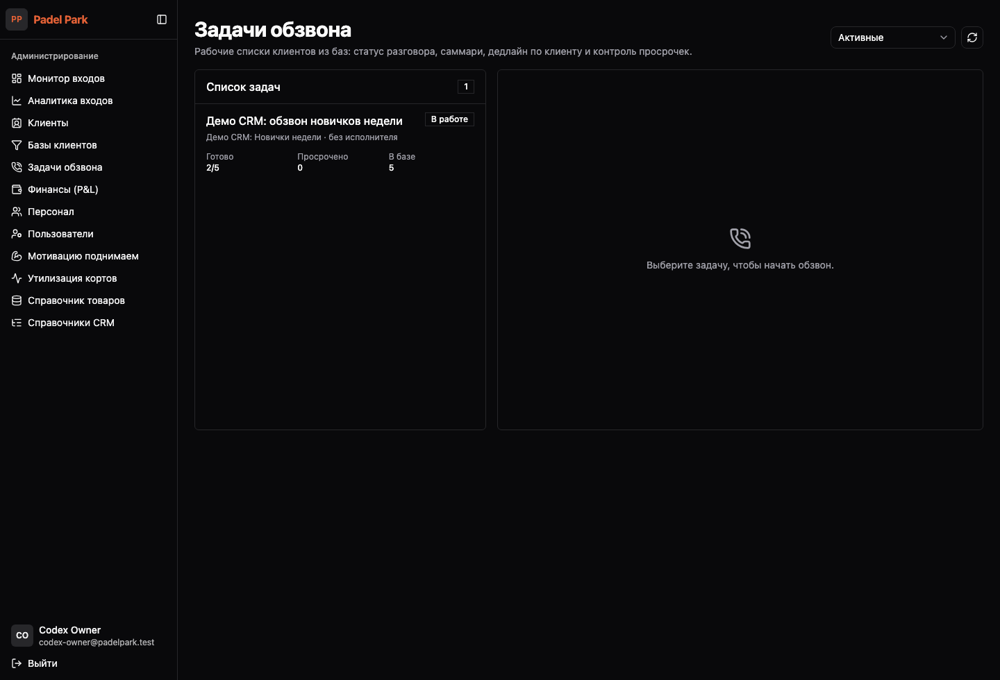 PP
Padel Park
Администрирование
Монитор входов
Аналитика входов
Клиенты
Базы клиентов
Задачи обзвона
Финансы (P&L)
Персонал
Пользователи
Мотивацию поднимаем
Утилизация кортов
Справочник товаров
Справочники CRM
CO
Codex Owner
codex-owner@padelpark.test
Выйти
Задачи обзвона
Рабочие списки клиентов из баз: статус разговора, саммари, дедлайн по клиенту и контроль просрочек.
Активные
Список задач
1
Демо CRM: обзвон новичков недели
В работе
Демо CRM: Новички недели · без исполнителя
Готово
2/5
Просрочено
0
В базе
5
Выберите задачу, чтобы начать обзвон.